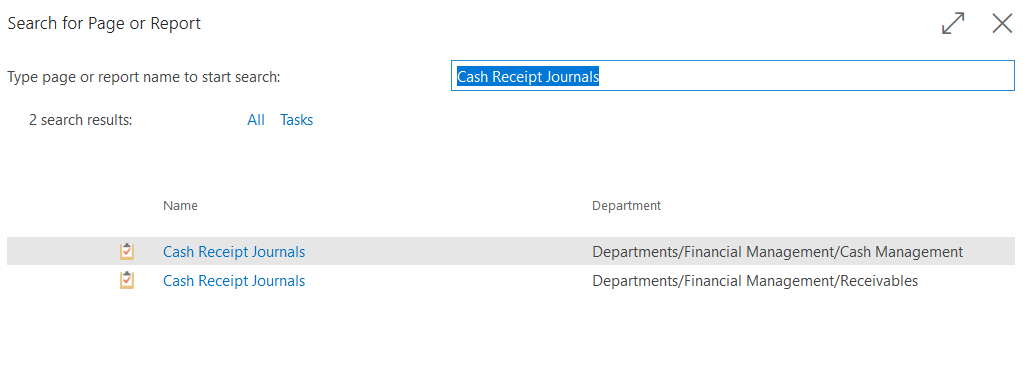 Search for Page or Report
Type page or report name to start search: Cash Receipt Journals
2 search results: All Tasks
Name Department
Cash Receipt Journals Departments/Financial Management/Cash Management
Cash Receipt Journals Departments/Financial Management/Receivables